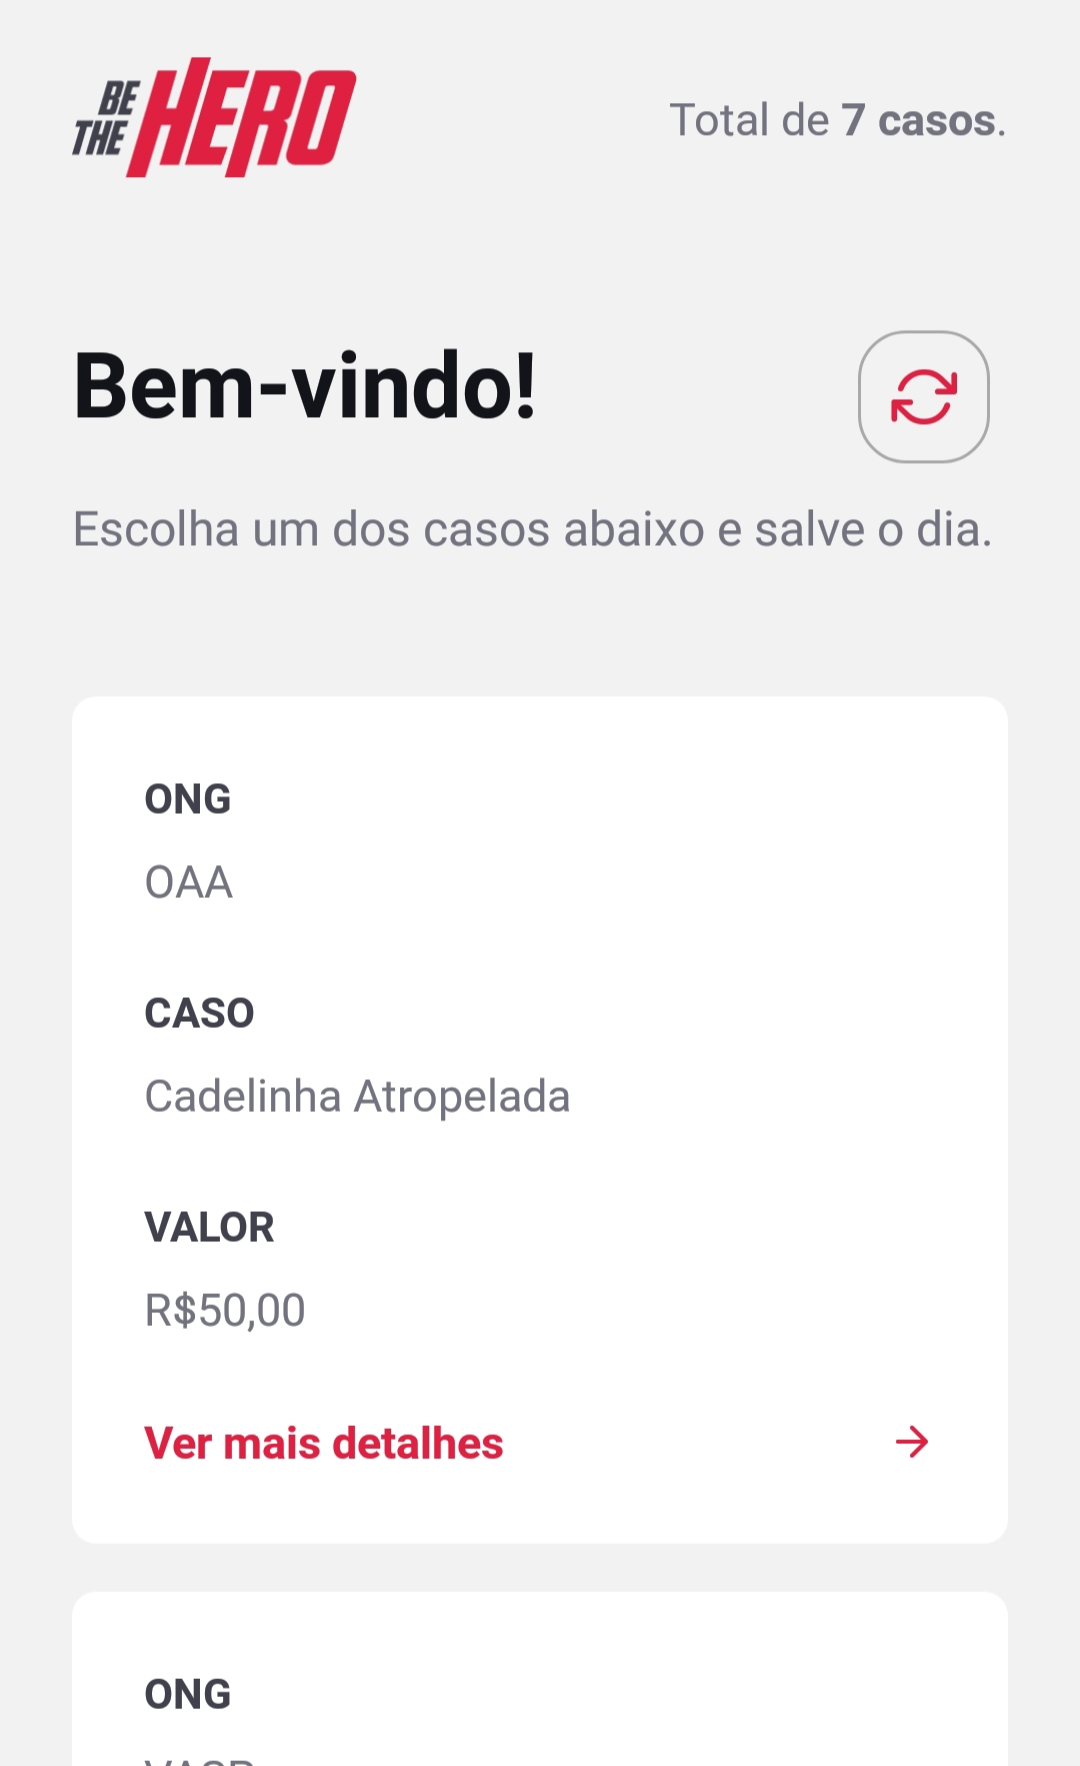 BE THE HERO
Total de 7 casos.
Bem-vindo!
Escolha um dos casos abaixo e salve o dia.
ONG
OAA
CASO
Cadelinha Atropelada
VALOR
R$50,00
Ver mais detalhes
ONG